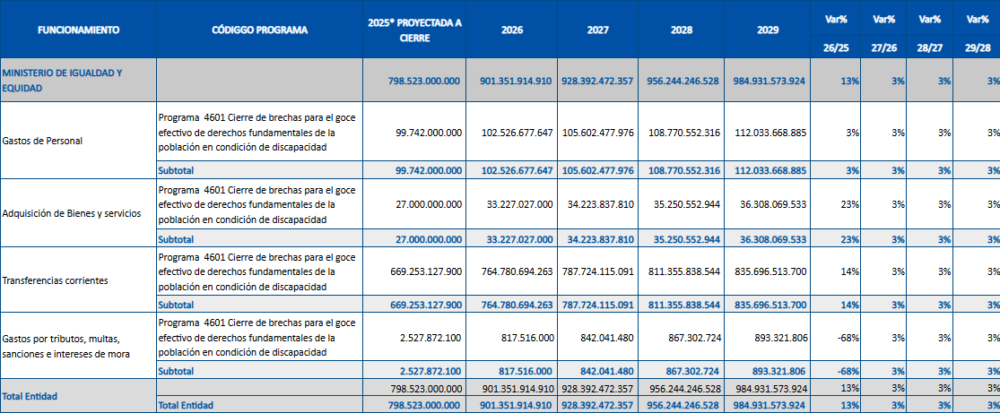 FUNCIONAMIENTO CÓDIGGO PROGRAMA 2025* PROYECTADA A CIERRE 2026 2027 2028 2029 Var% 26/25 Var% 27/26 Var% 28/27 Var% 29/28
MINISTERIO DE IGUALDAD Y EQUIDAD 798.523.000.000 901.351.914.910 928.392.472.357 956.244.246.528 984.931.573.924 13% 3% 3% 3%
Gastos de Personal
Programa 4601 Cierre de brechas para el goce
efectivo de derechos fundamentales de la
población en condición de discapacidad
99.742.000.000 102.526.677.647 105.602.477.976 108.770.552.316 112.033.668.885 3% 3% 3% 3%
Subtotal 99.742.000.000 102.526.677.647 105.602.477.976 108.770.552.316 112.033.668.885 3% 3% 3% 3%
Adquisición de Bienes y servicios
Programa 4601 Cierre de brechas para el goce
efectivo de derechos fundamentales de la
población en condición de discapacidad
27.000.000.000 33.227.027.000 34.223.837.810 35.250.552.944 36.308.069.533 23% 3% 3% 3%
Subtotal 27.000.000.000 33.227.027.000 34.223.837.810 35.250.552.944 36.308.069.533 23% 3% 3% 3%
Transferencias corrientes
Programa 4601 Cierre de brechas para el goce
efectivo de derechos fundamentales de la
población en condición de discapacidad
669.253.127.900 764.780.694.263 787.724.115.091 811.355.838.544 835.696.513.700 14% 3% 3% 3%
Subtotal 669.253.127.900 764.780.694.263 787.724.115.091 811.355.838.544 835.696.513.700 14% 3% 3% 3%
Gastos por tributos, multas,
sanciones e intereses de mora
Programa 4601 Cierre de brechas para el goce
efectivo de derechos fundamentales de la
población en condición de discapacidad
2.527.872.100 817.516.000 842.041.480 867.302.724 893.321.806 -68% 3% 3% 3%
Subtotal 2.527.872.100 817.516.000 842.041.480 867.302.724 893.321.806 -68% 3% 3% 3%
Total Entidad
798.523.000.000 901.351.914.910 928.392.472.357 956.244.246.528 984.931.573.924 13% 3% 3% 3%
Total Entidad 798.523.000.000 901.351.914.910 928.392.472.357 956.244.246.528 984.931.573.924 13% 3% 3% 3%